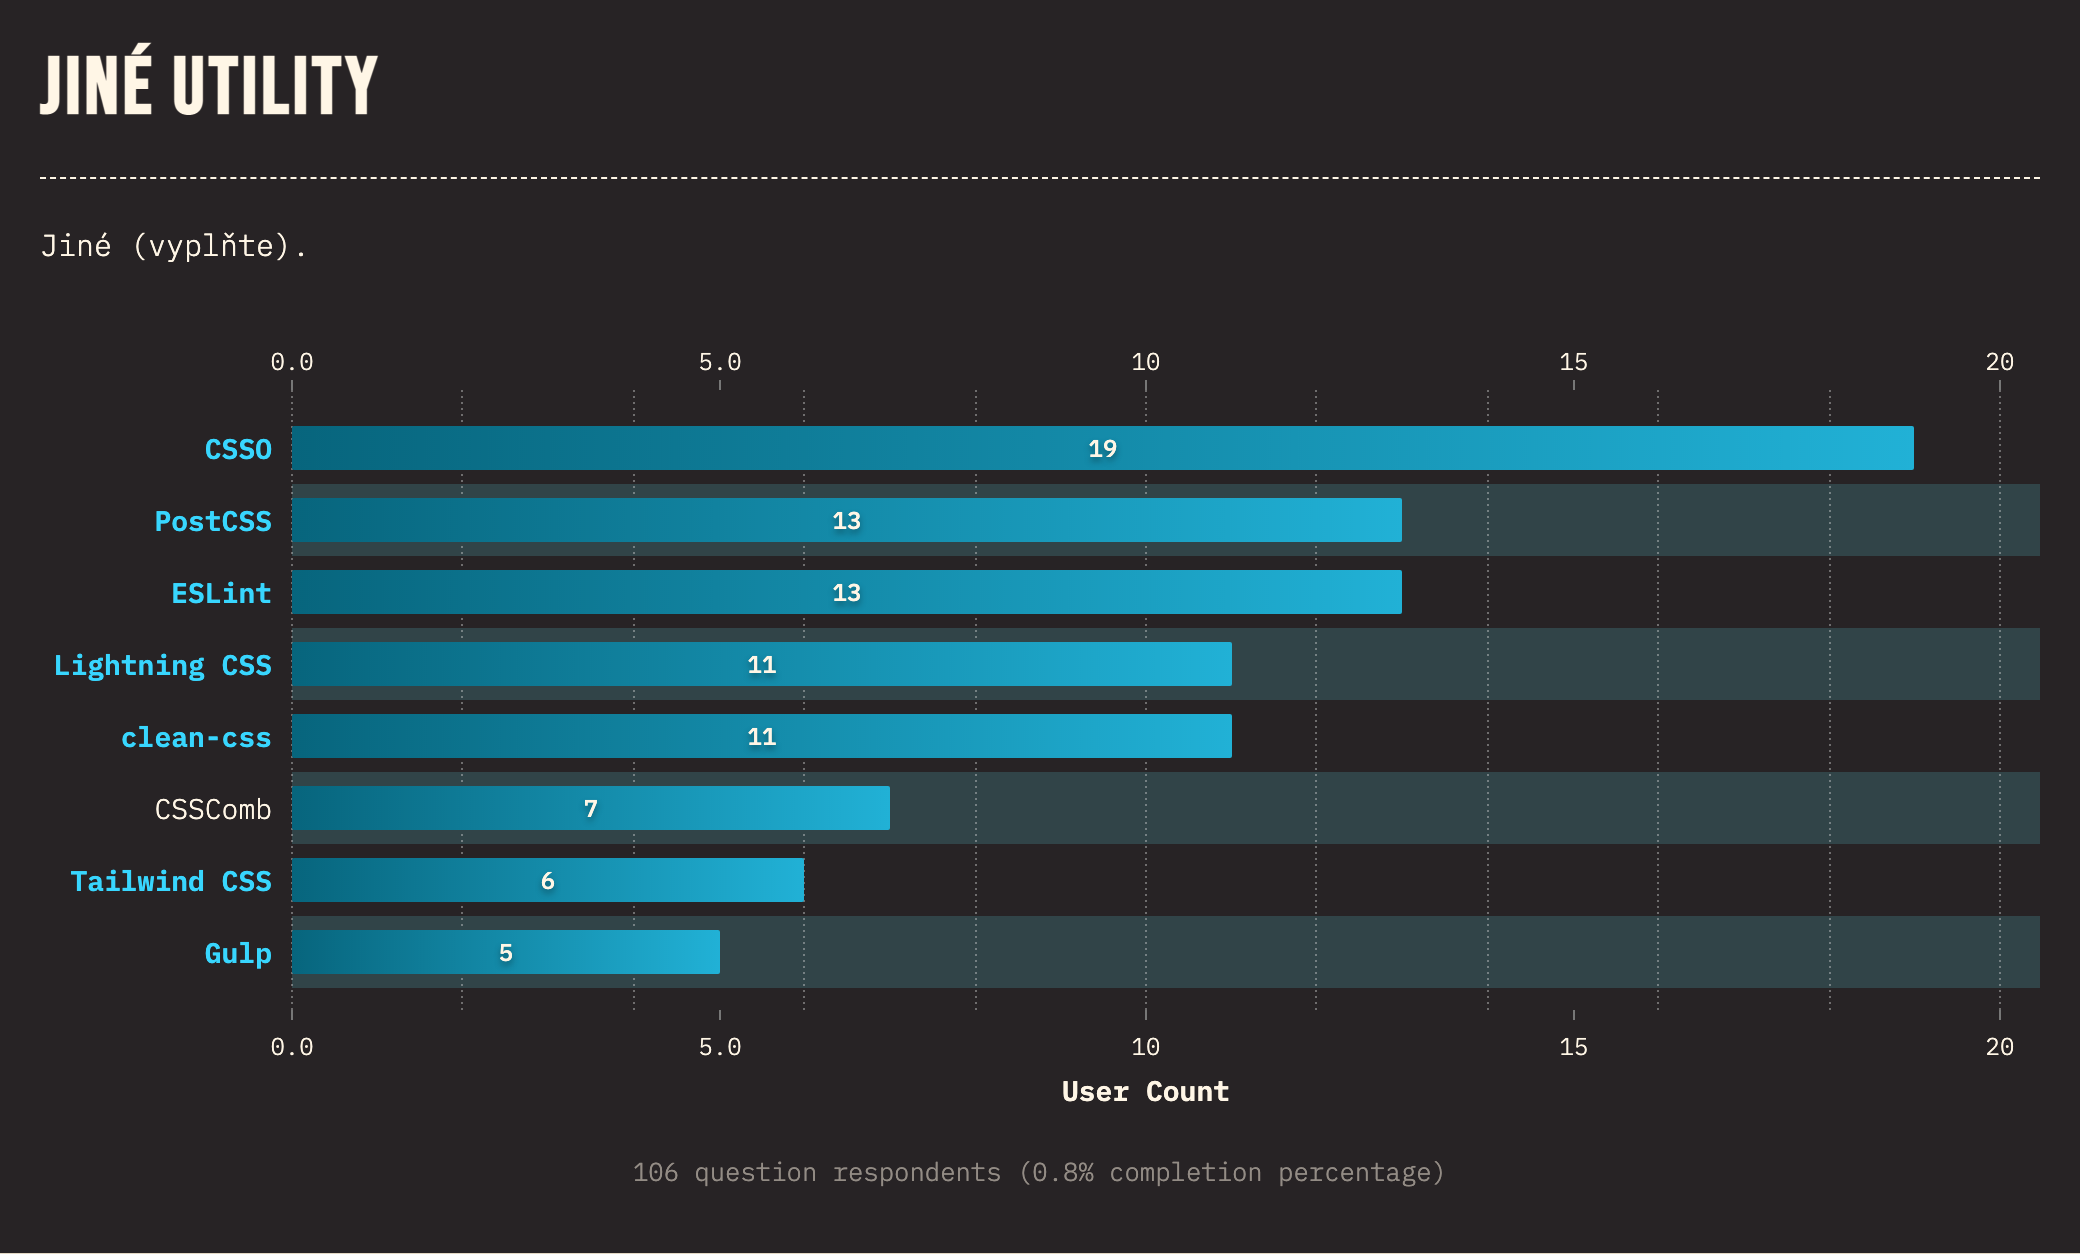 JINÉ UTILITY
Jiné (vyplňte).
0.0 5.0 10 15 20
CSSO 19
PostCSS 13
ESLint 13
Lightning CSS 11
clean-css 11
CSSComb 7
Tailwind CSS 6
Gulp 5
0.0 5.0 10 15 20
User Count
106 question respondents (0.8% completion percentage)